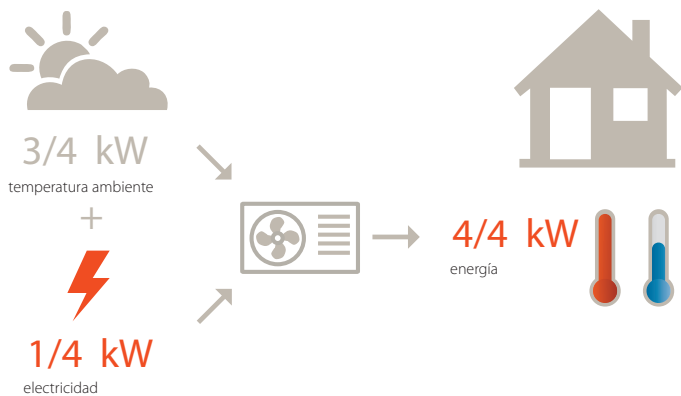 3/4 kW
temperatura ambiente
+
1/4 kW
electricidad
4/4 kW
energía